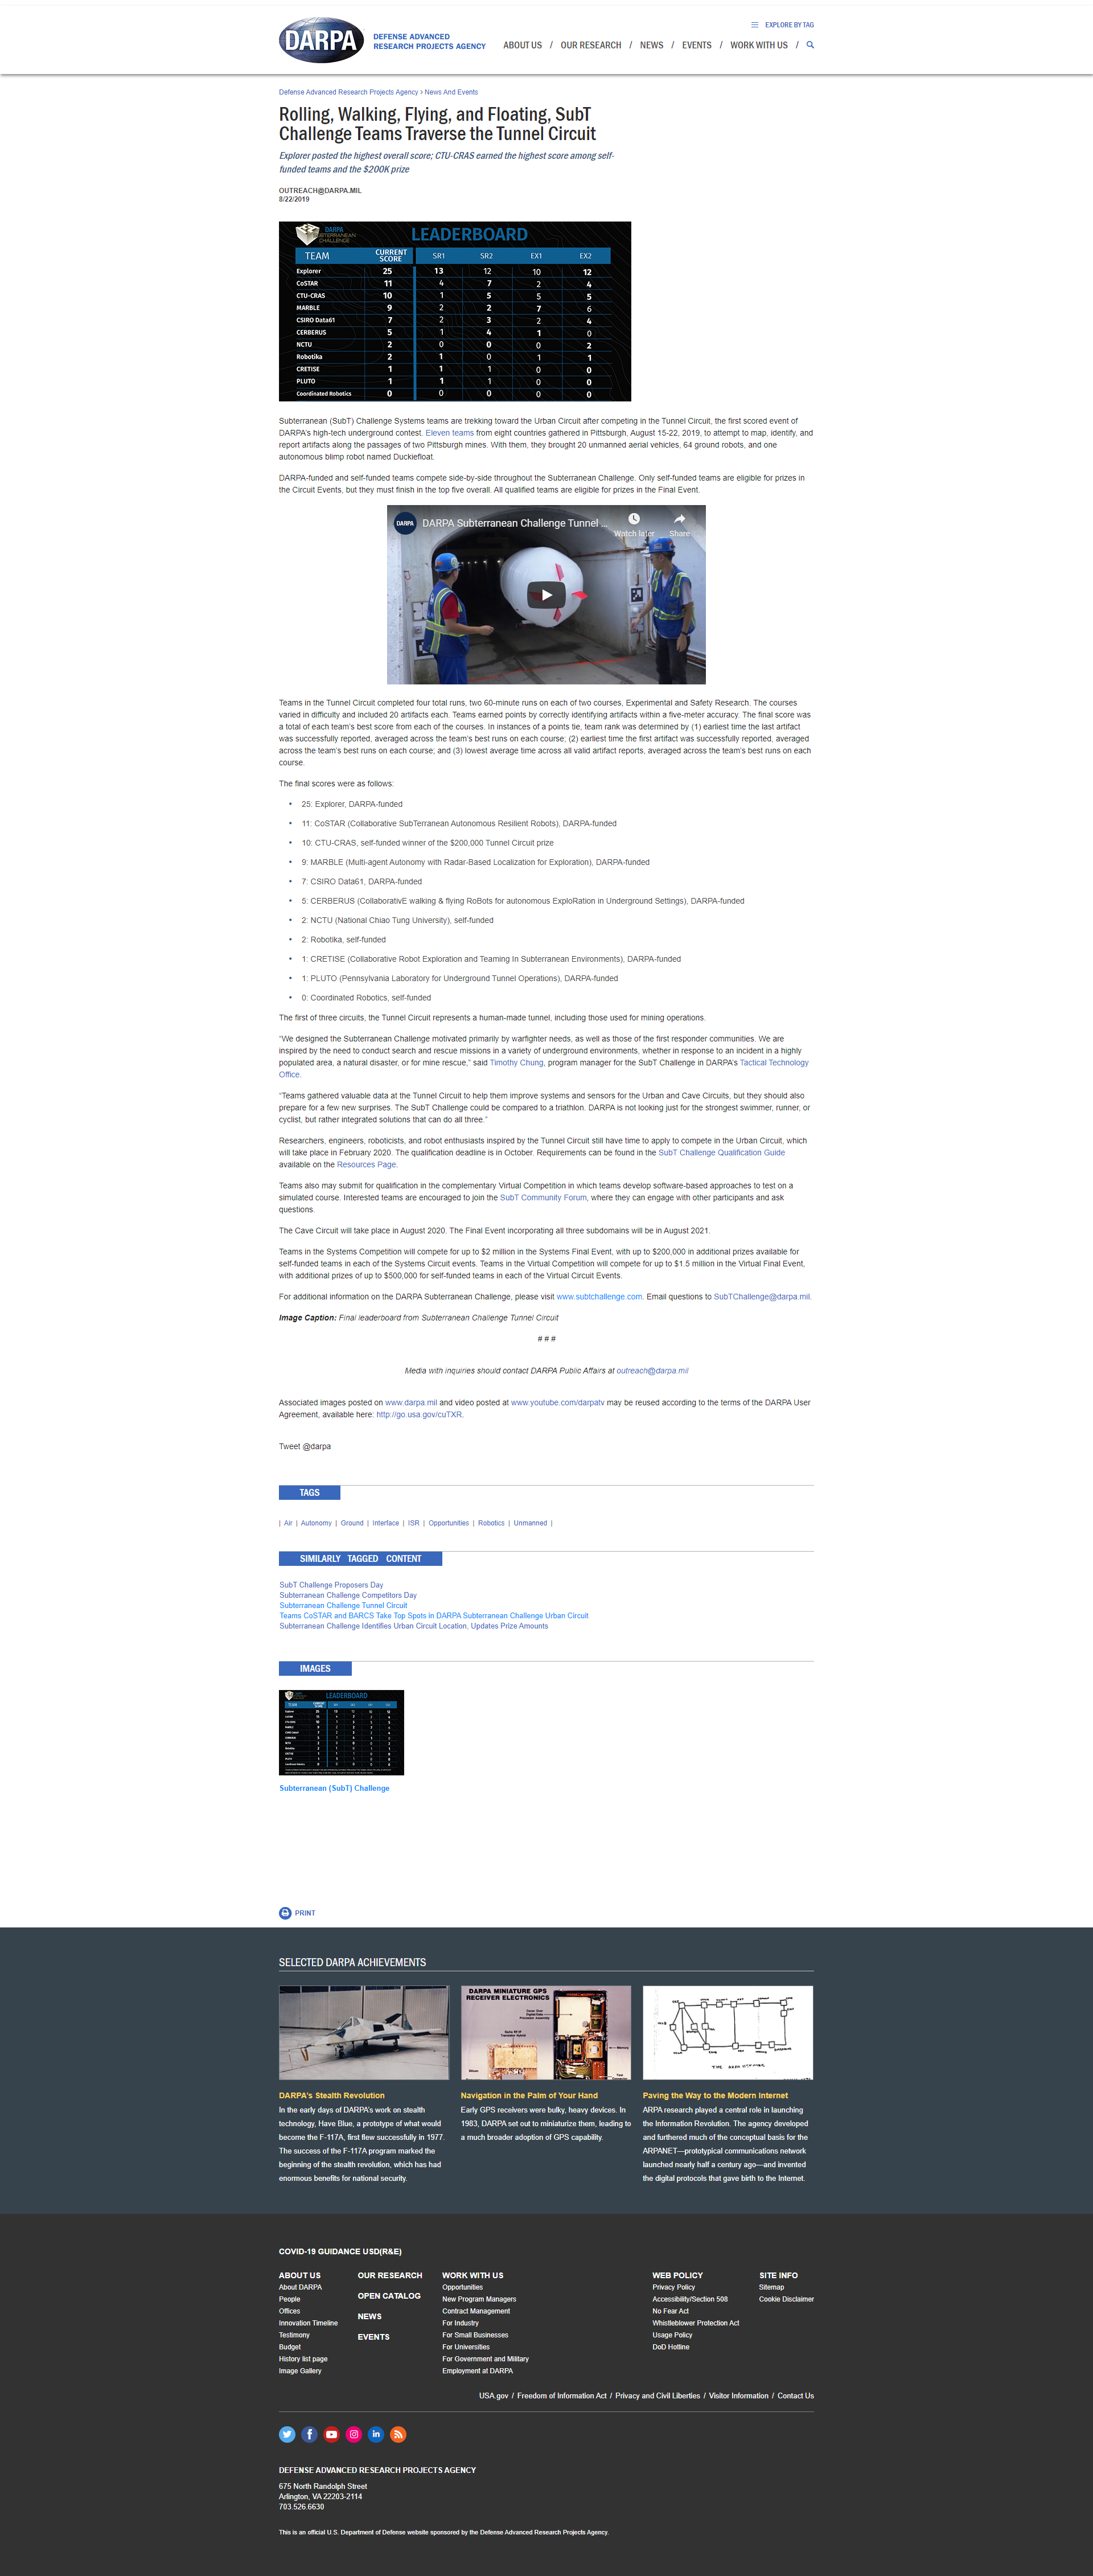 DARPA
DEFENSE ADVANCED
RESEARCH PROJECTS AGENCY
EXPLORE BY TAG
ABOUT US / OUR RESEARCH / NEWS / EVENTS / WORK WITH US /
Defense Advanced Research Projects Agency > News And Events
Rolling, Walking, Flying, and Floating, SubT
Challenge Teams Traverse the Tunnel Circuit
Explorer posted the highest overall score; CTU-CRAS earned the highest score among self-
funded teams and the $200K prize
OUTREACH@DARPA.MIL
8/22/2019
DARPA
SUBTERRANEAN
CHALLENGE
LEADERBOARD
TEAM CURRENT SCORE SR1 SR2 EX1 EX2
Explorer 25 13 12 10 12
CoSTAR 11 4 7 2 4
CTU-CRAS 10 1 5 5 5
MARBLE 9 2 2 7 6
CSIRO Data61 7 2 3 2 4
CERBERUS 5 1 4 1 0
NCTU 2 0 0 0 2
Robotika 2 1 0 1 1
CRETISE 1 1 1 0 0
PLUTO 1 1 1 0 0
Coordinated Robotics 0 0 0 0 0
Subterranean (SubT) Challenge Systems teams are trekking toward the Urban Circuit after competing in the Tunnel Circuit, the first scored event of
DARPA's high-tech underground contest. Eleven teams from eight countries gathered in Pittsburgh, August 15-22, 2019, to attempt to map, identify, and
report artifacts along the passages of two Pittsburgh mines. With them, they brought 20 unmanned aerial vehicles, 64 ground robots, and one
autonomous blimp robot named Duckiefloat.
DARPA-funded and self-funded teams compete side-by-side throughout the Subterranean Challenge. Only self-funded teams are eligible for prizes in
the Circuit Events, but they must finish in the top five overall. All qualified teams are eligible for prizes in the Final Event.
DARPA
DARPA Subterranean Challenge Tunnel ...
Watch later
Share
Teams in the Tunnel Circuit completed four total runs, two 60-minute runs on each of two courses, Experimental and Safety Research. The courses
varied in difficulty and included 20 artifacts each. Teams earned points by correctly identifying artifacts within a five-meter accuracy. The final score was
a total of each team's best score from each of the courses. In instances of a points tie, team rank was determined by (1) earliest time the last artifact
was successfully reported, averaged across the team's best runs on each course; (2) earliest time the first artifact was successfully reported, averaged
across the team's best runs on each course; and (3) lowest average time across all valid artifact reports, averaged across the team's best runs on each
course.
The final scores were as follows:
• 25: Explorer, DARPA-funded
• 11: CoSTAR (Collaborative SubTerranean Autonomous Resilient Robots), DARPA-funded
• 10: CTU-CRAS, self-funded winner of the $200,000 Tunnel Circuit prize
• 9: MARBLE (Multi-agent Autonomy with Radar-Based Localization for Exploration), DARPA-funded
• 7: CSIRO Data61, DARPA-funded
• 5: CERBERUS (CollaborativE walking & flying RoBots for autonomous ExploRation in Underground Settings), DARPA-funded
• 2: NCTU (National Chiao Tung University), self-funded
• 2: Robotika, self-funded
• 1: CRETISE (Collaborative Robot Exploration and Teaming In Subterranean Environments), DARPA-funded
• 1: PLUTO (Pennsylvania Laboratory for Underground Tunnel Operations), DARPA-funded
• 0: Coordinated Robotics, self-funded
The first of three circuits, the Tunnel Circuit represents a human-made tunnel, including those used for mining operations.
"We designed the Subterranean Challenge motivated primarily by warfighter needs, as well as those of the first responder communities. We are
inspired by the need to conduct search and rescue missions in a variety of underground environments, whether in response to an incident in a highly
populated area, a natural disaster, or for mine rescue," said Timothy Chung, program manager for the SubT Challenge in DARPA's Tactical Technology
Office.
"Teams gathered valuable data at the Tunnel Circuit to help them improve systems and sensors for the Urban and Cave Circuits, but they should also
prepare for a few new surprises. The SubT Challenge could be compared to a triathlon. DARPA is not looking just for the strongest swimmer, runner, or
cyclist, but rather integrated solutions that can do all three."
Researchers, engineers, roboticists, and robot enthusiasts inspired by the Tunnel Circuit still have time to apply to compete in the Urban Circuit, which
will take place in February 2020. The qualification deadline is in October. Requirements can be found in the SubT Challenge Qualification Guide
available on the Resources Page.
Teams also may submit for qualification in the complementary Virtual Competition in which teams develop software-based approaches to test on a
simulated course. Interested teams are encouraged to join the SubT Community Forum, where they can engage with other participants and ask
questions.
The Cave Circuit will take place in August 2020. The Final Event incorporating all three subdomains will be in August 2021.
Teams in the Systems Competition will compete for up to $2 million in the Systems Final Event, with up to $200,000 in additional prizes available for
self-funded teams in each of the Systems Circuit events. Teams in the Virtual Competition will compete for up to $1.5 million in the Virtual Final Event,
with additional prizes of up to $500,000 for self-funded teams in each of the Virtual Circuit Events.
For additional information on the DARPA Subterranean Challenge, please visit www.subtchallenge.com. Email questions to SubTChallenge@darpa.mil.
Image Caption: Final leaderboard from Subterranean Challenge Tunnel Circuit
# # #
Media with inquiries should contact DARPA Public Affairs at outreach@darpa.mil
Associated images posted on www.darpa.mil and video posted at www.youtube.com/darpatv may be reused according to the terms of the DARPA User
Agreement, available here: http://go.usa.gov/cuTXR.
Tweet @darpa
TAGS
| Air | Autonomy | Ground | Interface | ISR | Opportunities | Robotics | Unmanned |
SIMILARLY TAGGED CONTENT
SubT Challenge Proposers Day
Subterranean Challenge Competitors Day
Subterranean Challenge Tunnel Circuit
Teams CoSTAR and BARCS Take Top Spots in DARPA Subterranean Challenge Urban Circuit
Subterranean Challenge Identifies Urban Circuit Location, Updates Prize Amounts
IMAGES
LEADERBOARD
Subterranean (SubT) Challenge
PRINT
SELECTED DARPA ACHIEVEMENTS
DARPA MINIATURE GPS
RECEIVER ELECTRONICS
DARPA's Stealth Revolution
In the early days of DARPA's work on stealth
technology, Have Blue, a prototype of what would
become the F-117A, first flew successfully in 1977.
The success of the F-117A program marked the
beginning of the stealth revolution, which has had
enormous benefits for national security.
Navigation in the Palm of Your Hand
Early GPS receivers were bulky, heavy devices. In
1983, DARPA set out to miniaturize them, leading to
a much broader adoption of GPS capability.
Paving the Way to the Modern Internet
ARPA research played a central role in launching
the Information Revolution. The agency developed
and furthered much of the conceptual basis for the
ARPANET—prototypical communications network
launched nearly half a century ago—and invented
the digital protocols that gave birth to the Internet.
COVID-19 GUIDANCE USD(R&E)
ABOUT US
About DARPA
People
Offices
Innovation Timeline
Testimony
Budget
History list page
Image Gallery
OUR RESEARCH
OPEN CATALOG
NEWS
EVENTS
WORK WITH US
Opportunities
New Program Managers
Contract Management
For Industry
For Small Businesses
For Universities
For Government and Military
Employment at DARPA
WEB POLICY
Privacy Policy
Accessibility/Section 508
No Fear Act
Whistleblower Protection Act
Usage Policy
DoD Hotline
SITE INFO
Sitemap
Cookie Disclaimer
USA.gov / Freedom of Information Act / Privacy and Civil Liberties / Visitor Information / Contact Us
DEFENSE ADVANCED RESEARCH PROJECTS AGENCY
675 North Randolph Street
Arlington, VA 22203-2114
703.526.6630
This is an official U.S. Department of Defense website sponsored by the Defense Advanced Research Projects Agency.